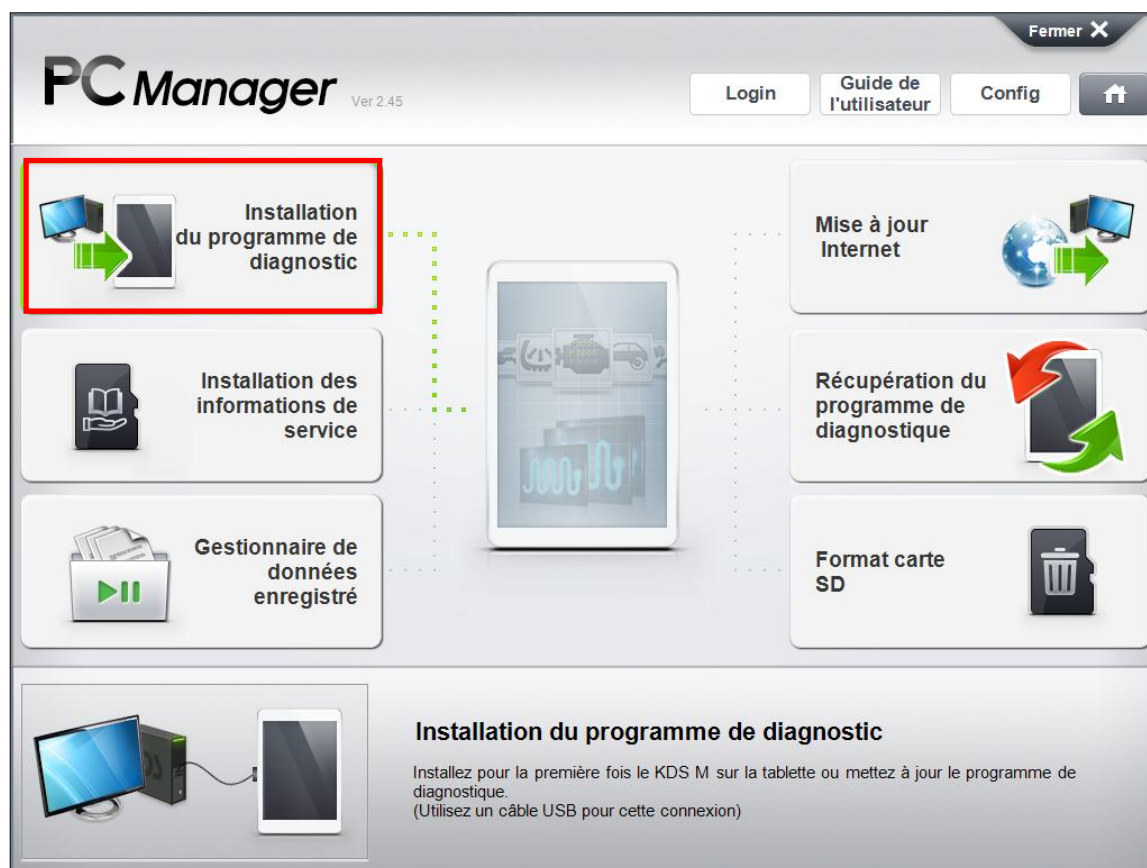 Fermer X
PC Manager Ver 2.45
Login
Guide de
l'utilisateur
Config
Installation
du programme de
diagnostic
Mise à jour
Internet
Installation des
informations de
service
Récupération du
programme de
diagnostique
Gestionnaire de
données
enregistré
Format carte
SD
Installation du programme de diagnostic
Installez pour la première fois le KDS M sur la tablette ou mettez à jour le programme de
diagnostique.
(Utilisez un câble USB pour cette connexion)